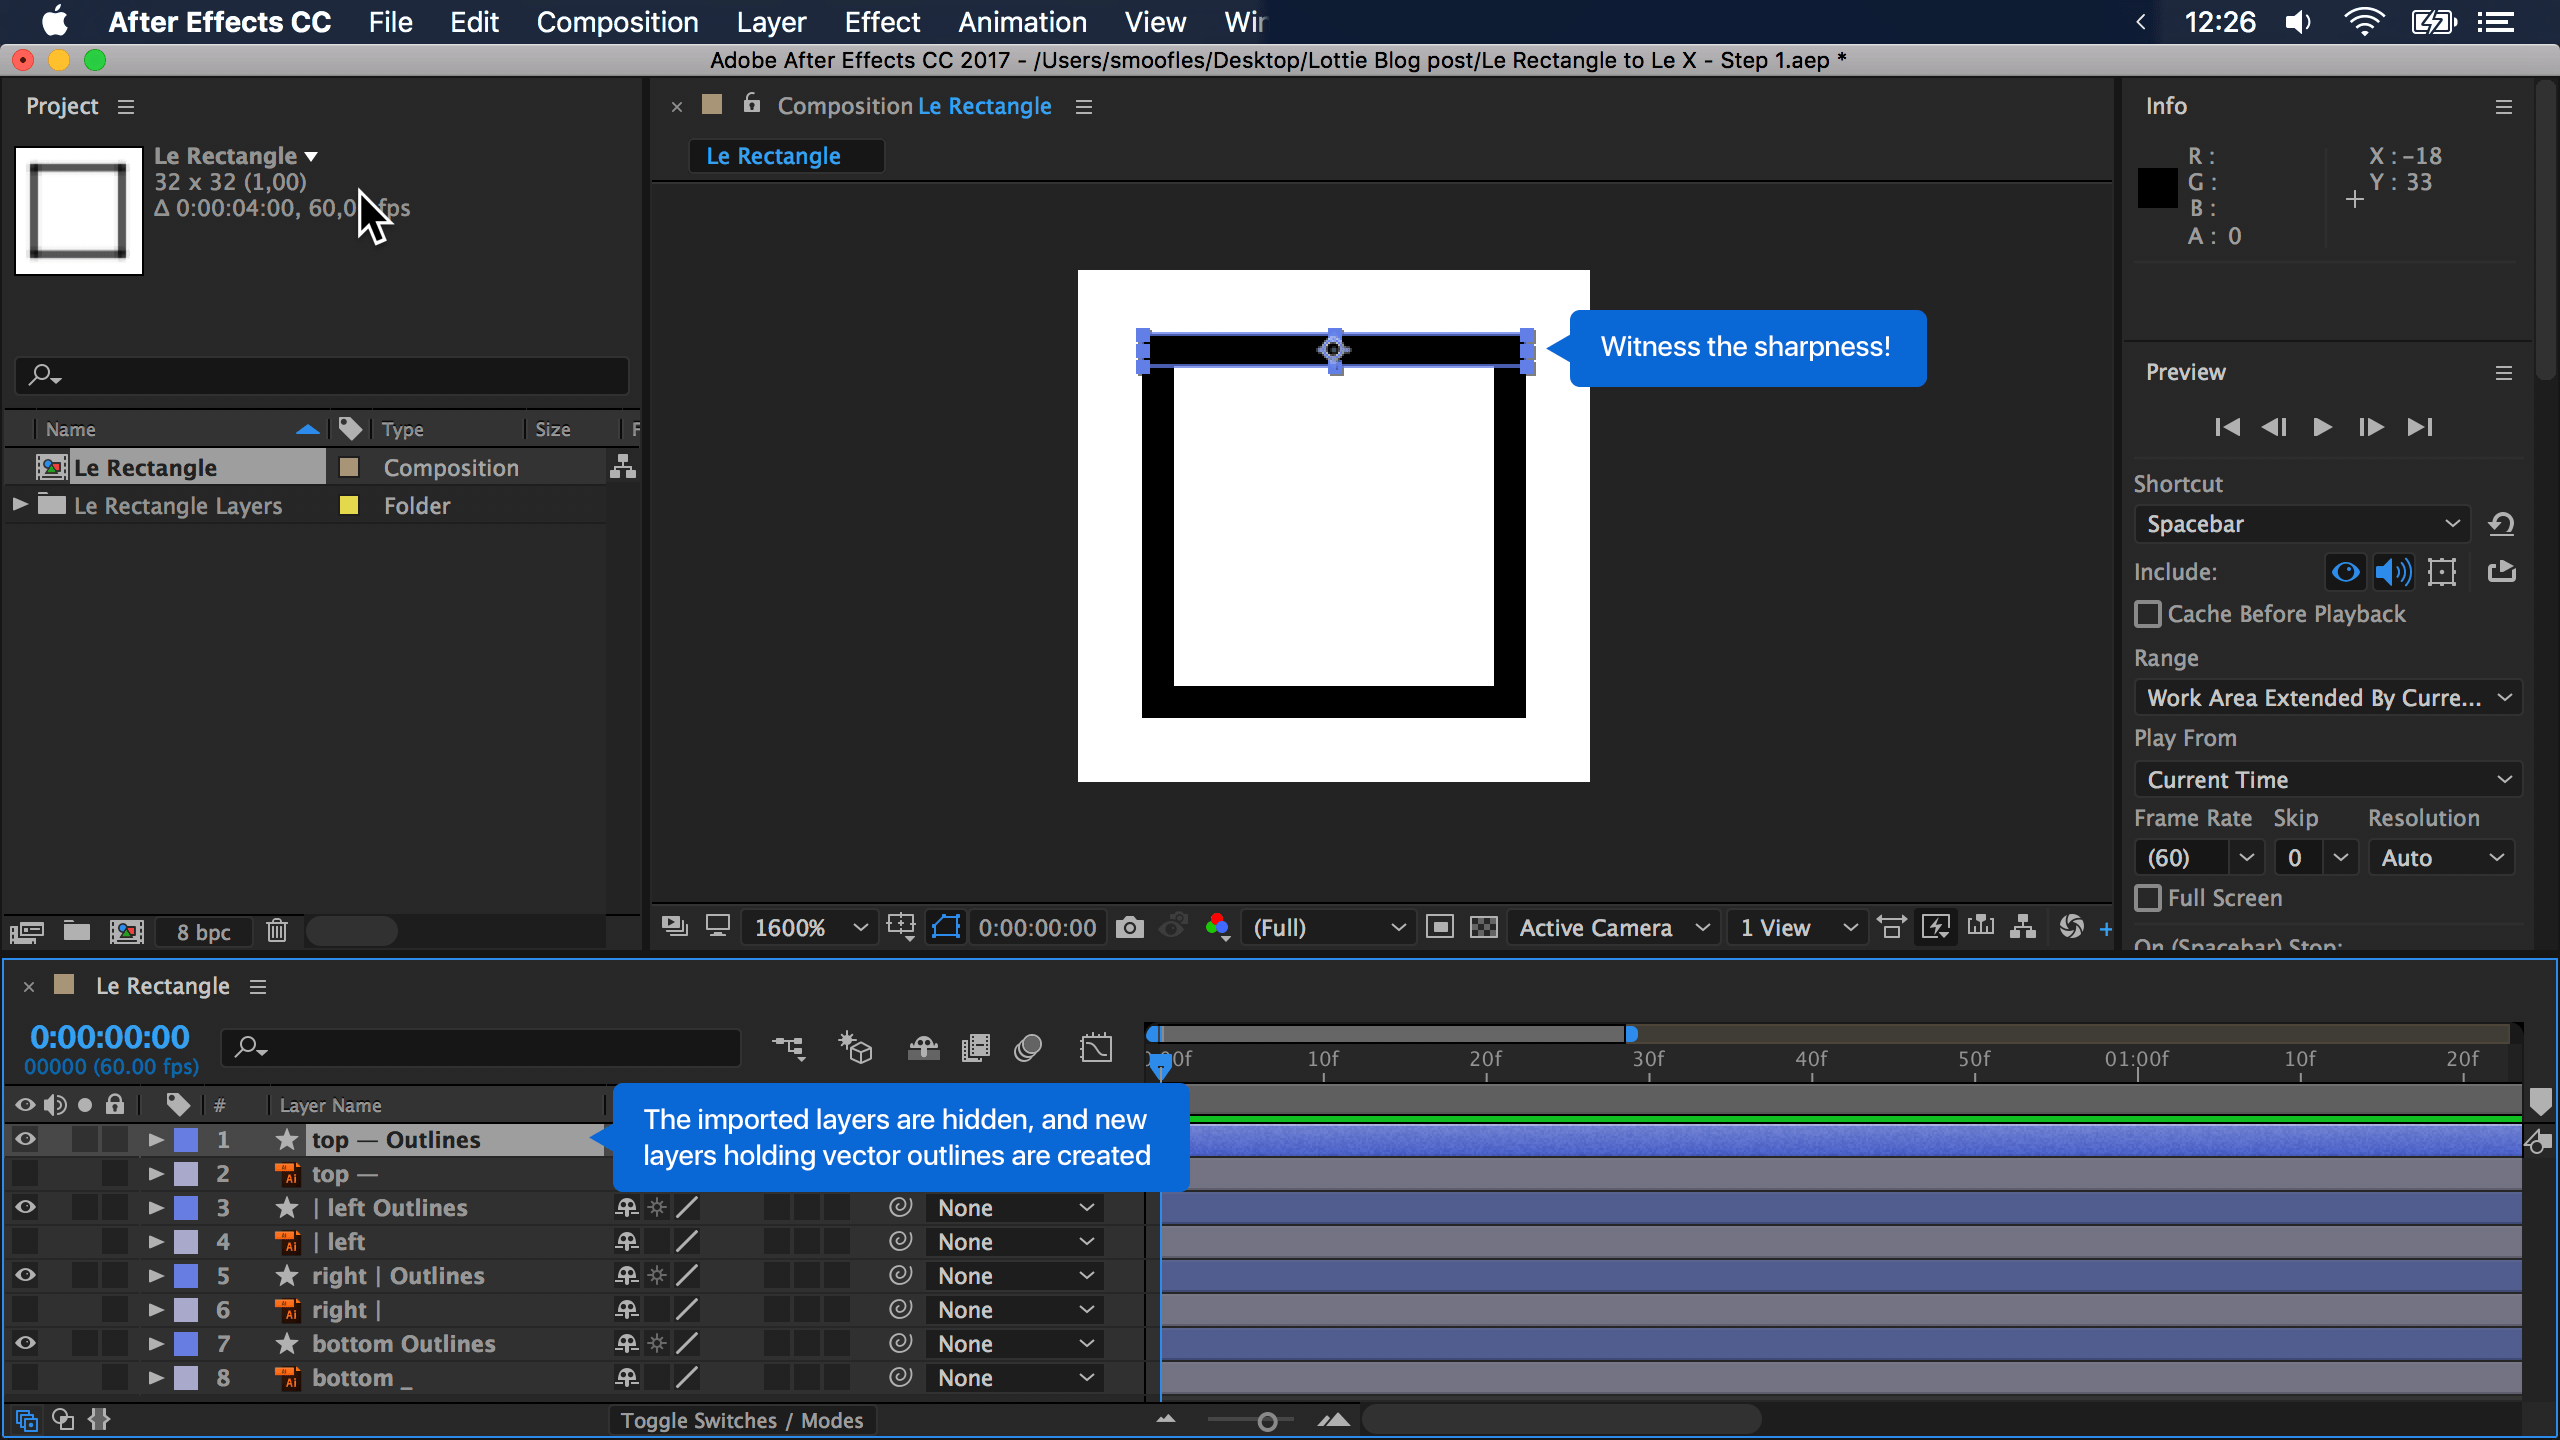 After Effects CC File Edit Composition Layer Effect Animation View Wir
12:26
Adobe After Effects CC 2017 - /Users/smoofles/Desktop/Lottie Blog post/Le Rectangle to Le X - Step 1.aep *
Project
Le Rectangle
32 x 32 (1,00)
Δ 0:00:04:00, 60,0 fps
Name Type Size F
Le Rectangle Composition
Le Rectangle Layers Folder
8 bpc
Composition Le Rectangle
Le Rectangle
Witness the sharpness!
1600% 0:00:00:00 (Full) Active Camera 1 View
Info
R :
G :
B :
A : 0
X : -18
Y : 33
Preview
Shortcut
Spacebar
Include:
Cache Before Playback
Range
Work Area Extended By Curre...
Play From
Current Time
Frame Rate Skip Resolution
(60) 0 Auto
Full Screen
On (Spacebar) Stop:
Le Rectangle
0:00:00:00
00000 (60.00 fps)
00f 10f 20f 30f 40f 50f 01:00f 10f 20f
# Layer Name
The imported layers are hidden, and new
layers holding vector outlines are created
1 top — Outlines
2 Ai top —
3 | left Outlines None
4 Ai | left None
5 right | Outlines None
6 Ai right | None
7 bottom Outlines None
8 Ai bottom _ None
Toggle Switches / Modes